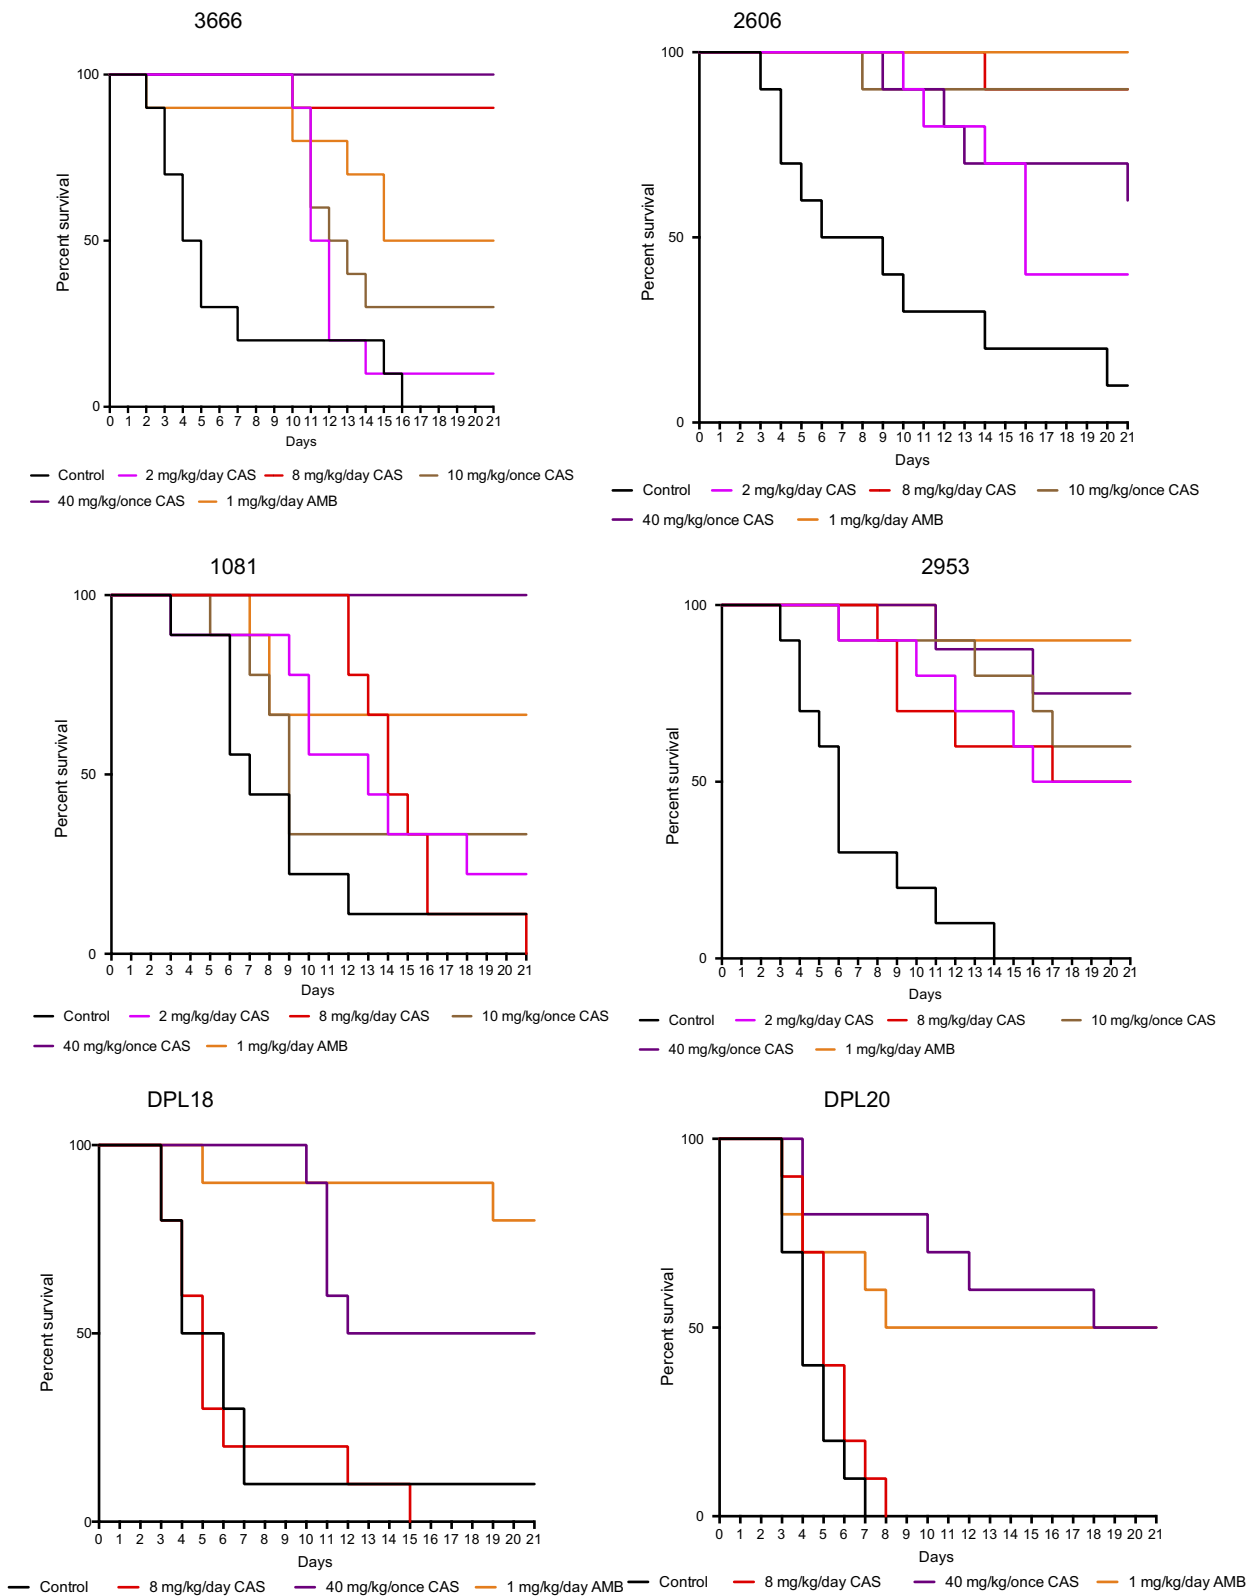 3666
100
50
0
Percent survival
0 1 2 3 4 5 6 7 8 9 10 11 12 13 14 15 16 17 18 19 20 21
Days
Control 2 mg/kg/day CAS 8 mg/kg/day CAS 10 mg/kg/once CAS
40 mg/kg/once CAS 1 mg/kg/day AMB
2606
100
50
0
Percent survival
0 1 2 3 4 5 6 7 8 9 10 11 12 13 14 15 16 17 18 19 20 21
Days
Control 2 mg/kg/day CAS 8 mg/kg/day CAS 10 mg/kg/once CAS
40 mg/kg/once CAS 1 mg/kg/day AMB
1081
100
50
0
Percent survival
0 1 2 3 4 5 6 7 8 9 10 11 12 13 14 15 16 17 18 19 20 21
Days
Control 2 mg/kg/day CAS 8 mg/kg/day CAS 10 mg/kg/once CAS
40 mg/kg/once CAS 1 mg/kg/day AMB
2953
100
50
0
Percent survival
0 1 2 3 4 5 6 7 8 9 10 11 12 13 14 15 16 17 18 19 20 21
Days
Control 2 mg/kg/day CAS 8 mg/kg/day CAS 10 mg/kg/once CAS
40 mg/kg/once CAS 1 mg/kg/day AMB
DPL18
100
50
0
Percent survival
0 1 2 3 4 5 6 7 8 9 10 11 12 13 14 15 16 17 18 19 20 21
Days
Control 8 mg/kg/day CAS 40 mg/kg/once CAS 1 mg/kg/day AMB
DPL20
100
50
0
Percent survival
0 1 2 3 4 5 6 7 8 9 10 11 12 13 14 15 16 17 18 19 20 21
Days
Control 8 mg/kg/day CAS 40 mg/kg/once CAS 1 mg/kg/day AMB